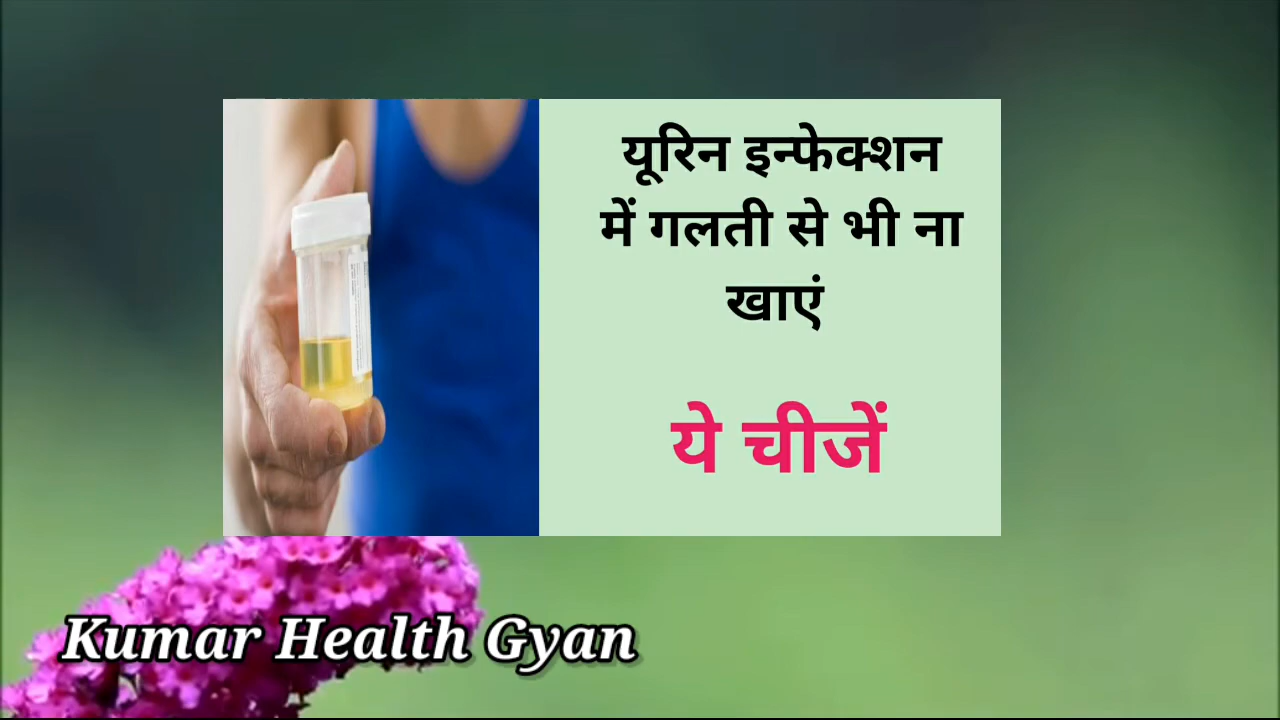 यूरिन इन्फेक्शन
में गलती से भी ना
खाएं
ये चीजें
Kumar Health Gyan